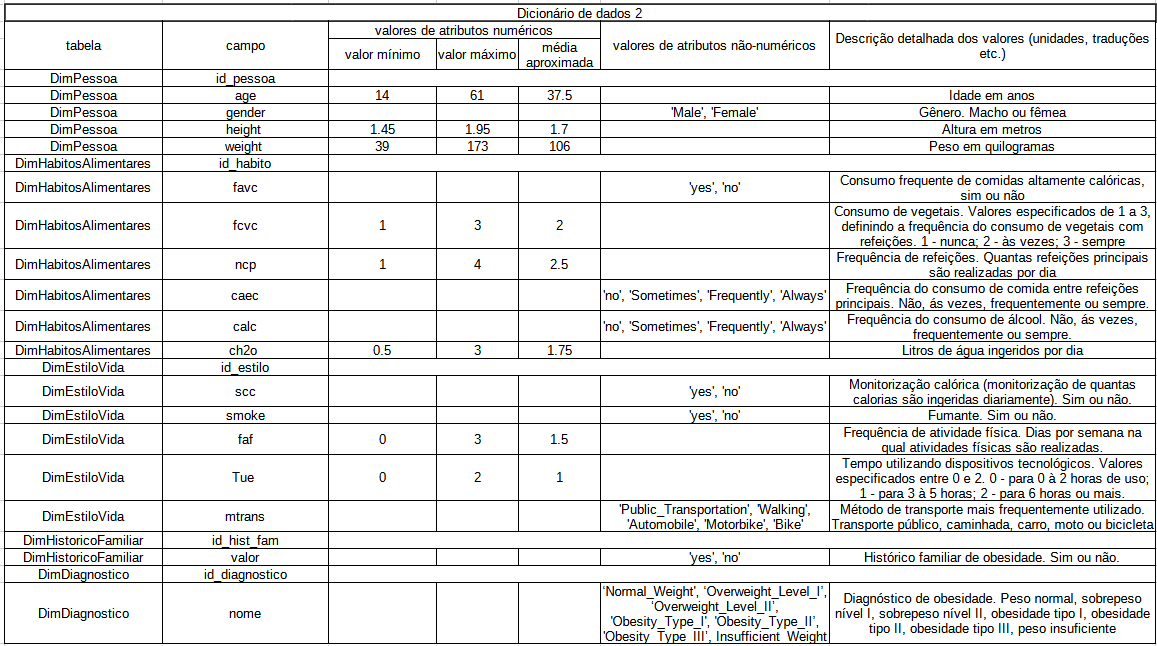 Dicionário de dados 2
tabela campo valores de atributos numéricos valores de atributos não-numéricos Descrição detalhada dos valores (unidades, traduções
etc.)
valor mínimo valor máximo média
aproximada
DimPessoa id_pessoa
DimPessoa age 14 61 37.5 Idade em anos
DimPessoa gender 'Male', 'Female' Gênero. Macho ou fêmea
DimPessoa height 1.45 1.95 1.7 Altura em metros
DimPessoa weight 39 173 106 Peso em quilogramas
DimHabitosAlimentares id_habito
DimHabitosAlimentares favc 'yes', 'no' Consumo frequente de comidas altamente calóricas,
sim ou não
DimHabitosAlimentares fcvc 1 3 2 Consumo de vegetais. Valores especificados de 1 a 3,
definindo a frequência do consumo de vegetais com
refeições. 1 - nunca; 2 - às vezes; 3 - sempre
DimHabitosAlimentares ncp 1 4 2.5 Frequência de refeições. Quantas refeições principais
são realizadas por dia
DimHabitosAlimentares caec 'no', 'Sometimes', 'Frequently', 'Always' Frequência do consumo de comida entre refeições
principais. Não, ás vezes, frequentemente ou sempre.
DimHabitosAlimentares calc 'no', 'Sometimes', 'Frequently', 'Always' Frequência do consumo de álcool. Não, ás vezes,
frequentemente ou sempre.
DimHabitosAlimentares ch2o 0.5 3 1.75 Litros de água ingeridos por dia
DimEstiloVida id_estilo
DimEstiloVida scc 'yes', 'no' Monitorização calórica (monitorização de quantas
calorias são ingeridas diariamente). Sim ou não.
DimEstiloVida smoke 'yes', 'no' Fumante. Sim ou não.
DimEstiloVida faf 0 3 1.5 Frequência de atividade física. Dias por semana na
qual atividades físicas são realizadas.
DimEstiloVida Tue 0 2 1 Tempo utilizando dispositivos tecnológicos. Valores
especificados entre 0 e 2. 0 - para 0 à 2 horas de uso;
1 - para 3 à 5 horas; 2 - para 6 horas ou mais.
DimEstiloVida mtrans 'Public_Transportation', 'Walking',
'Automobile', 'Motorbike', 'Bike'
Método de transporte mais frequentemente utilizado.
Transporte público, caminhada, carro, moto ou bicicleta
DimHistoricoFamiliar id_hist_fam
DimHistoricoFamiliar valor 'yes', 'no' Histórico familiar de obesidade. Sim ou não.
DimDiagnostico id_diagnostico
DimDiagnostico nome ‘Normal_Weight’, ‘Overweight_Level_I’,
‘Overweight_Level_II’,
'Obesity_Type_I', 'Obesity_Type_II’,
'Obesity_Type_III’, Insufficient_Weight
Diagnóstico de obesidade. Peso normal, sobrepeso
nível I, sobrepeso nível II, obesidade tipo I, obesidade
tipo II, obesidade tipo III, peso insuficiente